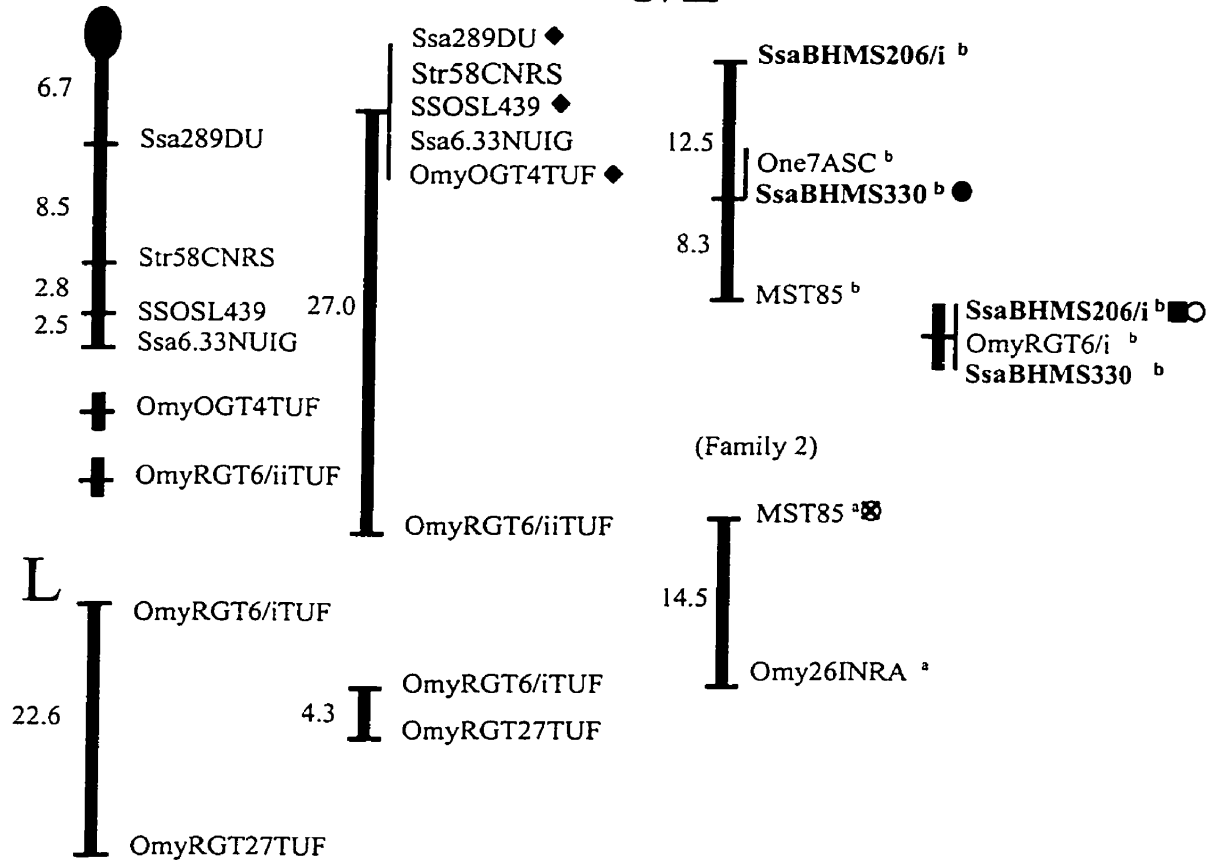 6.7
Ssa289DU
8.5
Str58CNRS
2.8
SSOSL439
2.5
Ssa6.33NUIG
OmyOGT4TUF
OmyRGT6/iiTUF
L
OmyRGT6/iTUF
22.6
OmyRGT27TUF
Ssa289DU ◆
Str58CNRS
SSOSL439 ◆
Ssa6.33NUIG
OmyOGT4TUF ◆
27.0
OmyRGT6/iiTUF
OmyRGT6/iTUF
4.3
OmyRGT27TUF
SsaBHMS206/i b
12.5
One7ASC b
SsaBHMS330 b ●
8.3
MST85 b
SsaBHMS206/i b ■○
OmyRGT6/i b
SsaBHMS330 b
(Family 2)
MST85 a ⊗
14.5
Omy26INRA a